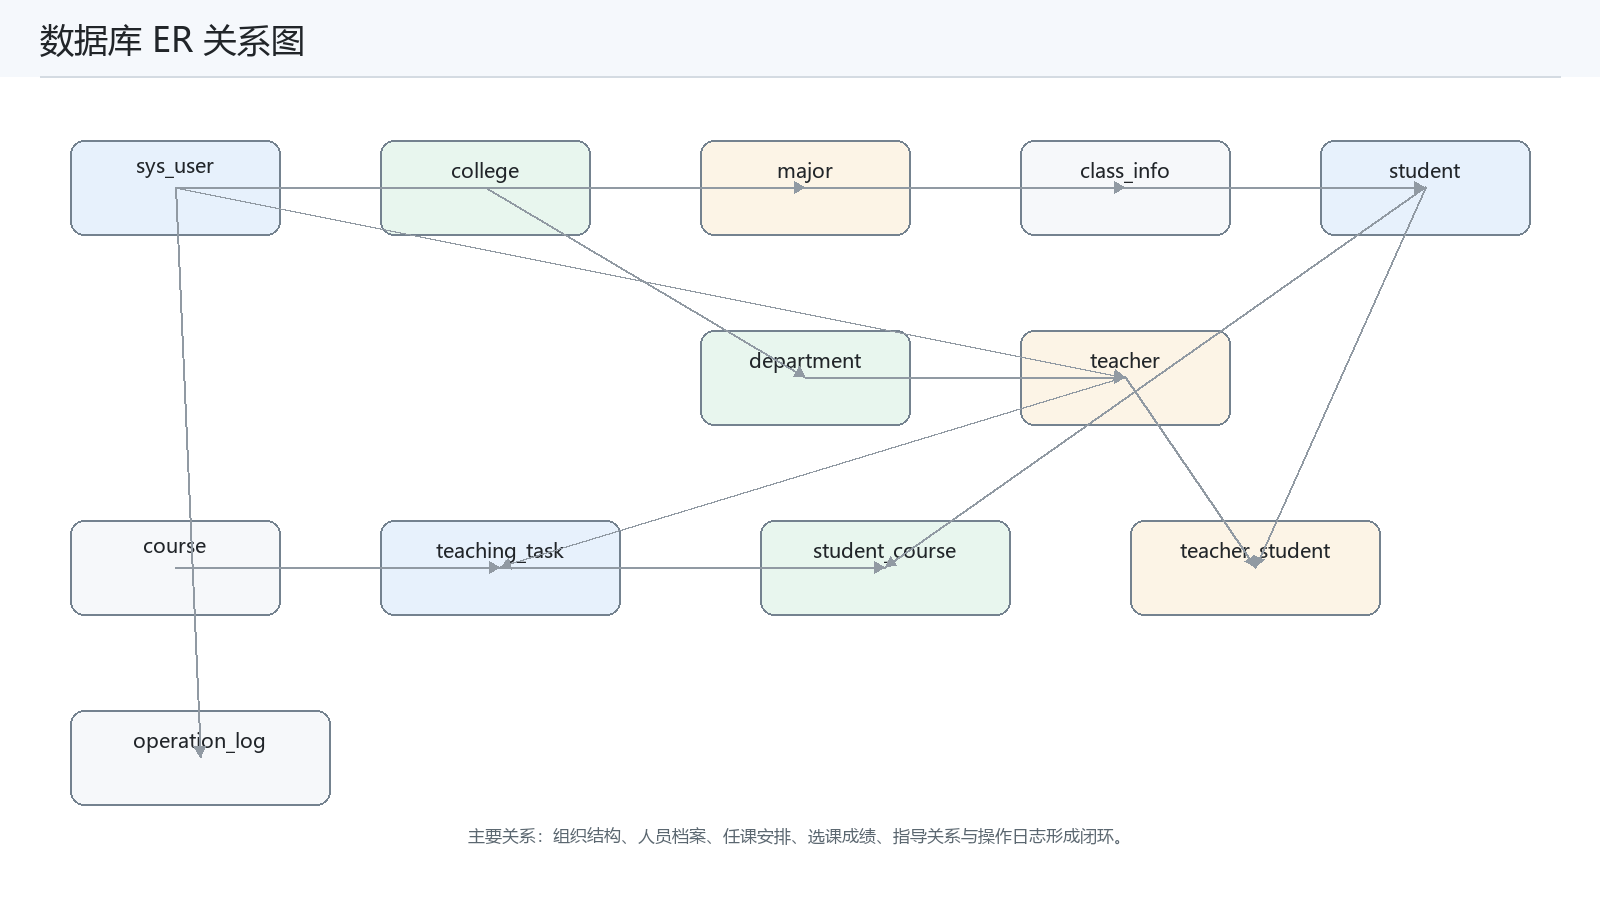 数据库 ER 关系图
sys_user
college
major
class_info
student
department
teacher
course
teaching_task
student_course
teacher_student
operation_log
主要关系：组织结构、人员档案、任课安排、选课成绩、指导关系与操作日志形成闭环。